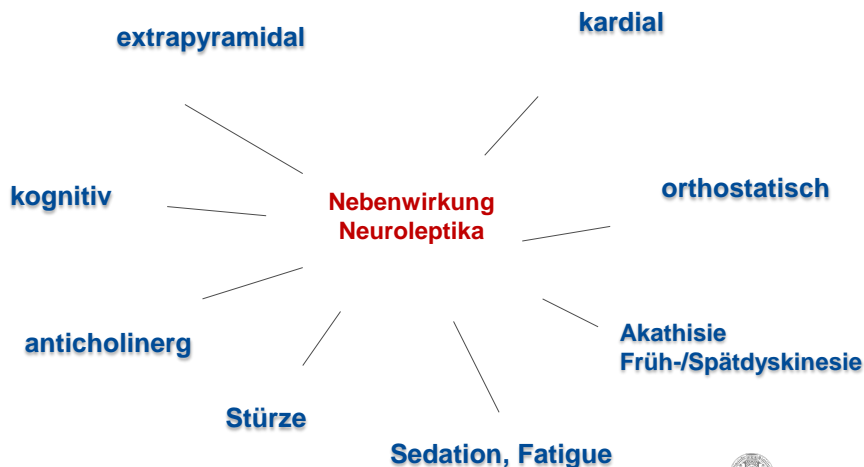 extrapyramidal
kardial
kognitiv
Nebenwirkung
Neuroleptika
orthostatisch
anticholinerg
Akathisie
Früh-/Spätdyskinesie
Stürze
Sedation, Fatigue